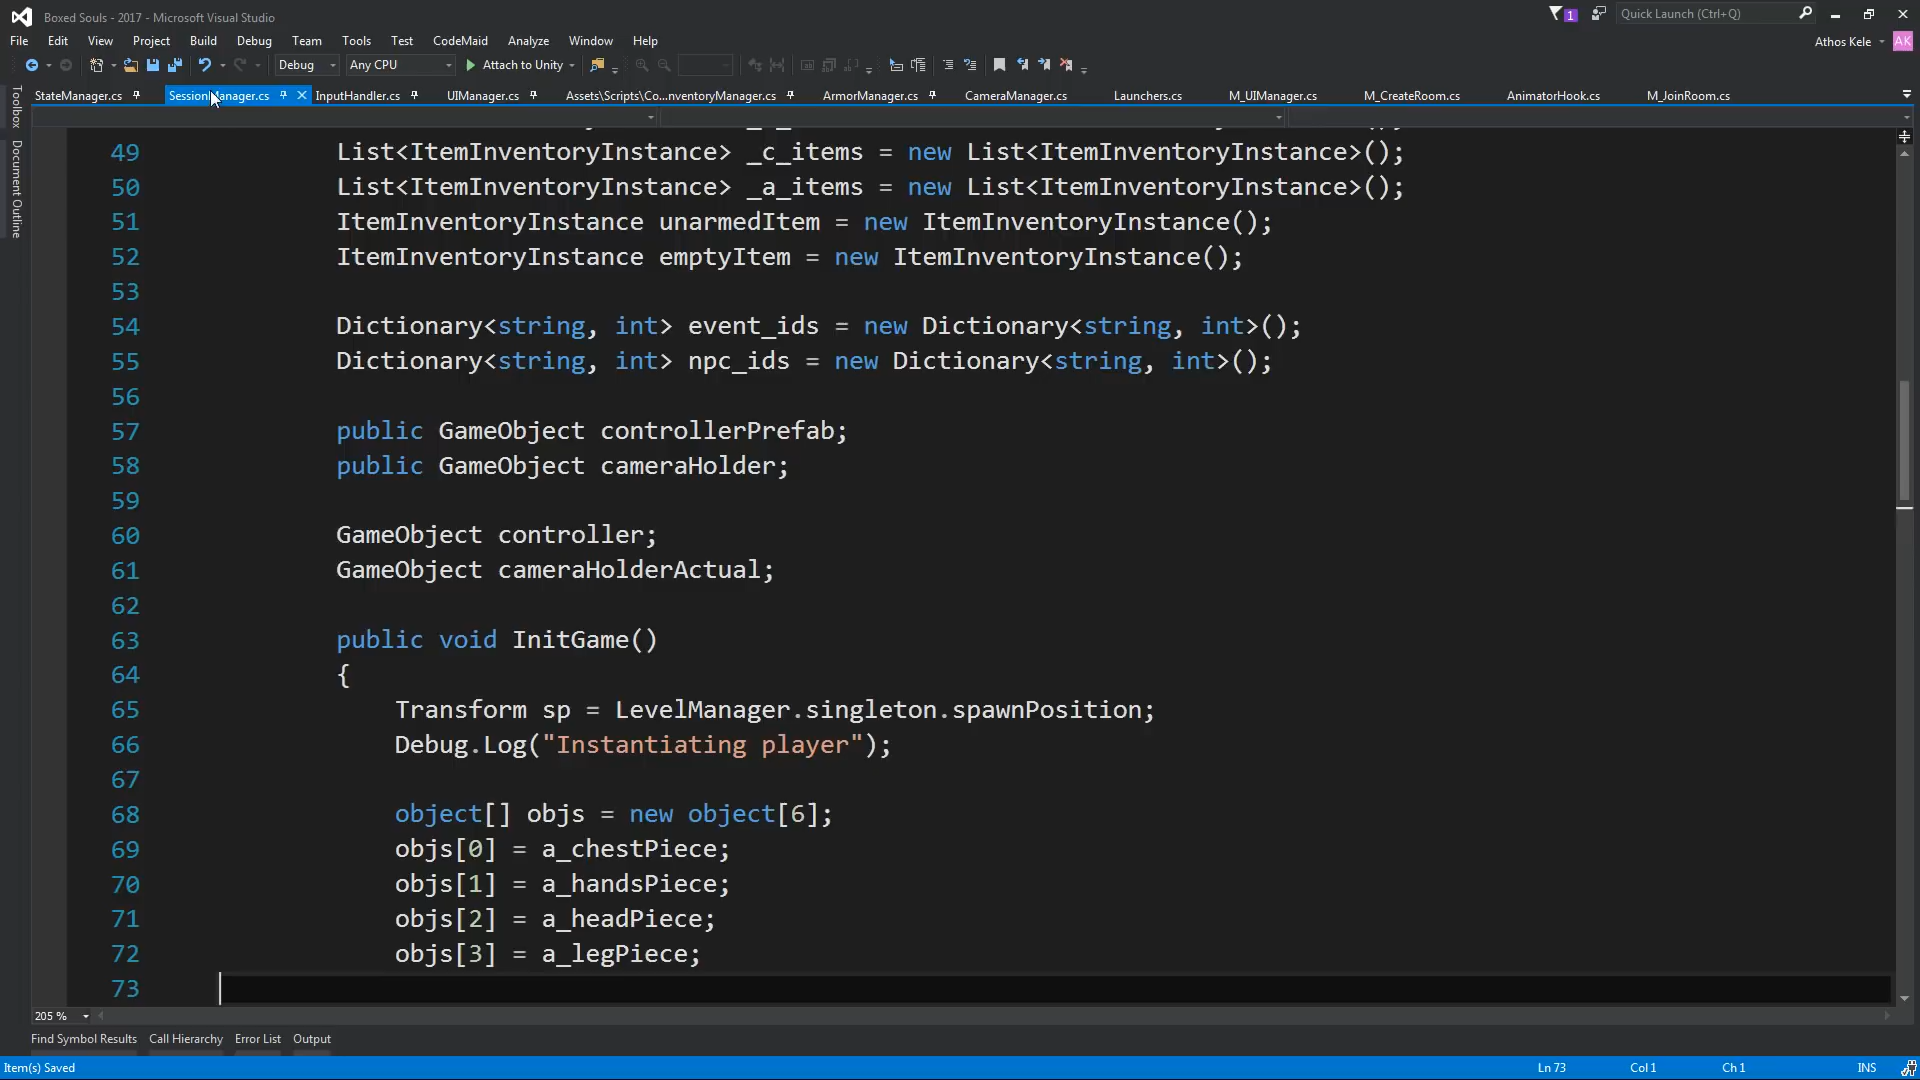 Boxed Souls - 2017 - Microsoft Visual Studio
1
Quick Launch (Ctrl+Q)
File Edit View Project Build Debug Team Tools Test CodeMaid Analyze Window Help
Athos Kele AK
Debug Any CPU Attach to Unity
StateManager.cs SessionManager.cs InputHandler.cs UIManager.cs Assets\Scripts\Co...nventoryManager.cs ArmorManager.cs CameraManager.cs Launchers.cs M_UIManager.cs M_CreateRoom.cs AnimatorHook.cs M_JoinRoom.cs
Toolbox
Document Outline
49 List<ItemInventoryInstance> _c_items = new List<ItemInventoryInstance>();
50 List<ItemInventoryInstance> _a_items = new List<ItemInventoryInstance>();
51 ItemInventoryInstance unarmedItem = new ItemInventoryInstance();
52 ItemInventoryInstance emptyItem = new ItemInventoryInstance();
53
54 Dictionary<string, int> event_ids = new Dictionary<string, int>();
55 Dictionary<string, int> npc_ids = new Dictionary<string, int>();
56
57 public GameObject controllerPrefab;
58 public GameObject cameraHolder;
59
60 GameObject controller;
61 GameObject cameraHolderActual;
62
63 public void InitGame()
64 {
65 Transform sp = LevelManager.singleton.spawnPosition;
66 Debug.Log("Instantiating player");
67
68 object[] objs = new object[6];
69 objs[0] = a_chestPiece;
70 objs[1] = a_handsPiece;
71 objs[2] = a_headPiece;
72 objs[3] = a_legPiece;
73
205 %
Find Symbol Results Call Hierarchy Error List Output
Item(s) Saved Ln 73 Col 1 Ch 1 INS